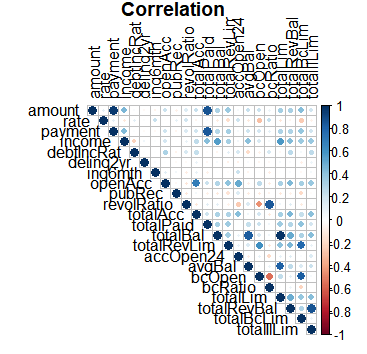 Correlation
amount
rate
payment
income
debtIncRat
delinq2yr
inq6mth
openAcc
pubRec
revolRatio
totalAcc
totalPaid
totalBal
totalRevLim
accOpen24
avgBal
bcOpen
bcRatio
totalLim
totalRevBal
totalBcLim
totalIlLim
amount
rate
payment
income
debtIncRat
delinq2yr
inq6mth
openAcc
pubRec
revolRatio
totalAcc
totalPaid
totalBal
totalRevLim
accOpen24
avgBal
bcOpen
bcRatio
totalLim
totalRevBal
totalBcLim
totalIlLim
1
0.8
0.6
0.4
0.2
0
-0.2
-0.4
-0.6
-0.8
-1